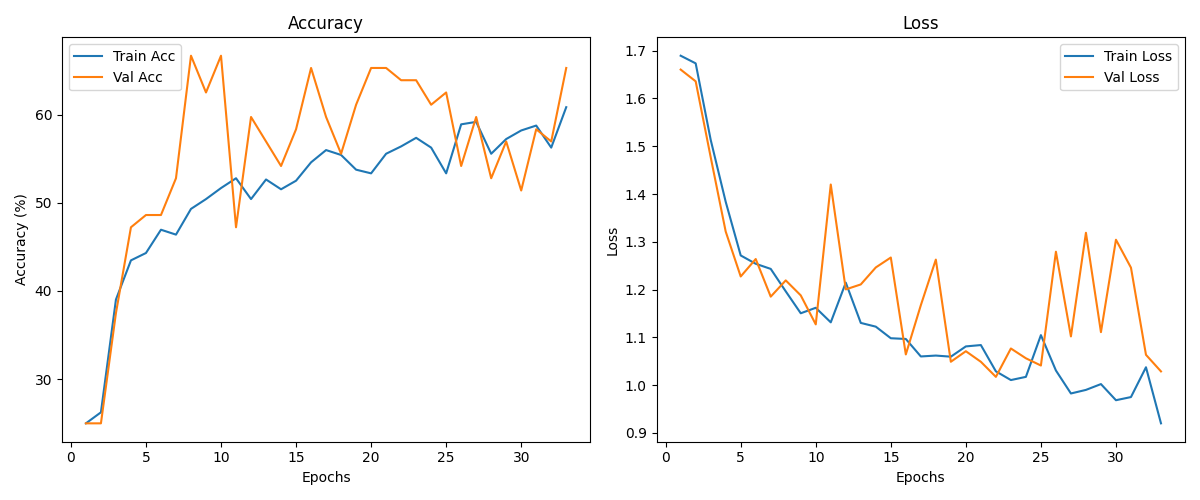 Accuracy
Train Acc
Val Acc
Accuracy (%)
60
50
40
30
0 5 10 15 20 25 30
Epochs
Loss
Train Loss
Val Loss
Loss
1.7
1.6
1.5
1.4
1.3
1.2
1.1
1.0
0.9
0 5 10 15 20 25 30
Epochs